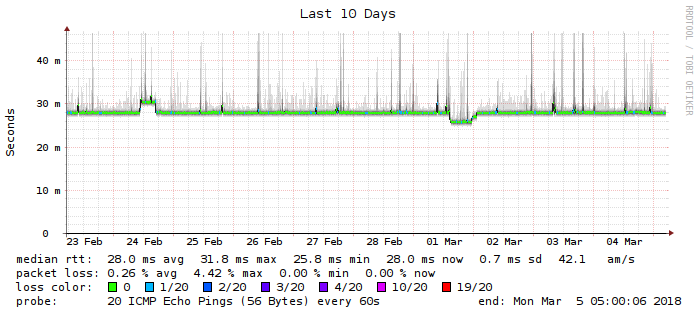 Last 10 Days
RRDTOOL / TOBI OETIKER
Seconds
40 m
30 m
20 m
10 m
0
23 Feb 24 Feb 25 Feb 26 Feb 27 Feb 28 Feb 01 Mar 02 Mar 03 Mar 04 Mar
median rtt: 28.0 ms avg 31.8 ms max 25.8 ms min 28.0 ms now 0.7 ms sd 42.1 am/s
packet loss: 0.26 % avg 4.42 % max 0.00 % min 0.00 % now
loss color: 0 1/20 2/20 3/20 4/20 10/20 19/20
probe: 20 ICMP Echo Pings (56 Bytes) every 60s end: Mon Mar 5 05:00:06 2018